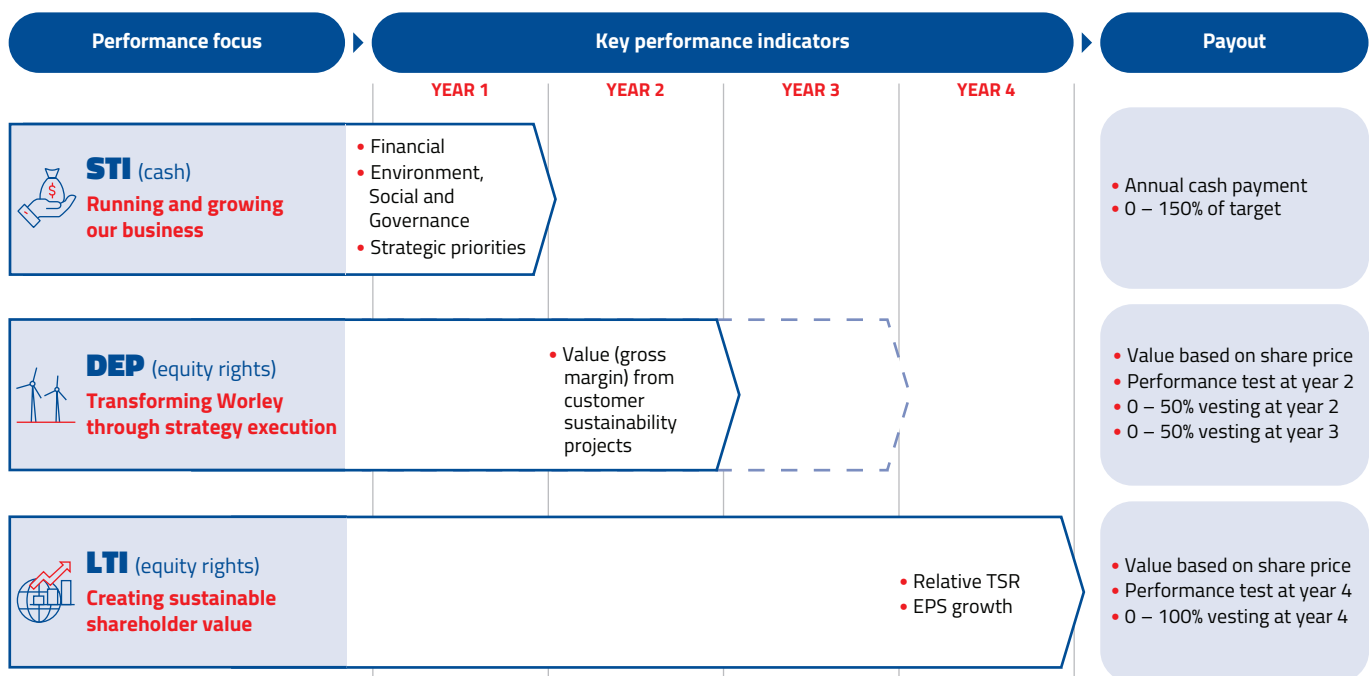 Performance focus
Key performance indicators
Payout
YEAR 1
YEAR 2
YEAR 3
YEAR 4
$
STI (cash)
Running and growing
our business
• Financial
• Environment,
Social and
Governance
• Strategic priorities
• Annual cash payment
• 0 – 150% of target
DEP (equity rights)
Transforming Worley
through strategy execution
• Value (gross
margin) from
customer
sustainability
projects
• Value based on share price
• Performance test at year 2
• 0 – 50% vesting at year 2
• 0 – 50% vesting at year 3
LTI (equity rights)
Creating sustainable
shareholder value
• Relative TSR
• EPS growth
• Value based on share price
• Performance test at year 4
• 0 – 100% vesting at year 4